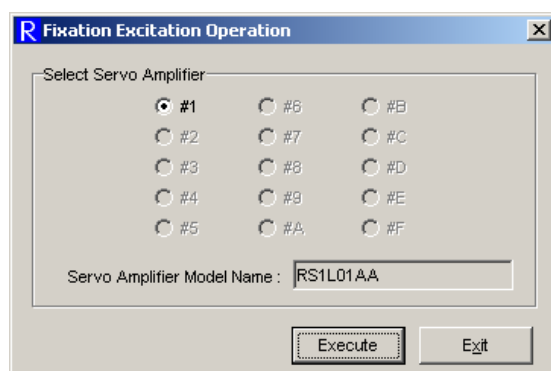 R Fixation Excitation Operation
Select Servo Amplifier
#1 #6 #B
#2 #7 #C
#3 #8 #D
#4 #9 #E
#5 #A #F
Servo Amplifier Model Name : RS1L01AA
Execute Exit